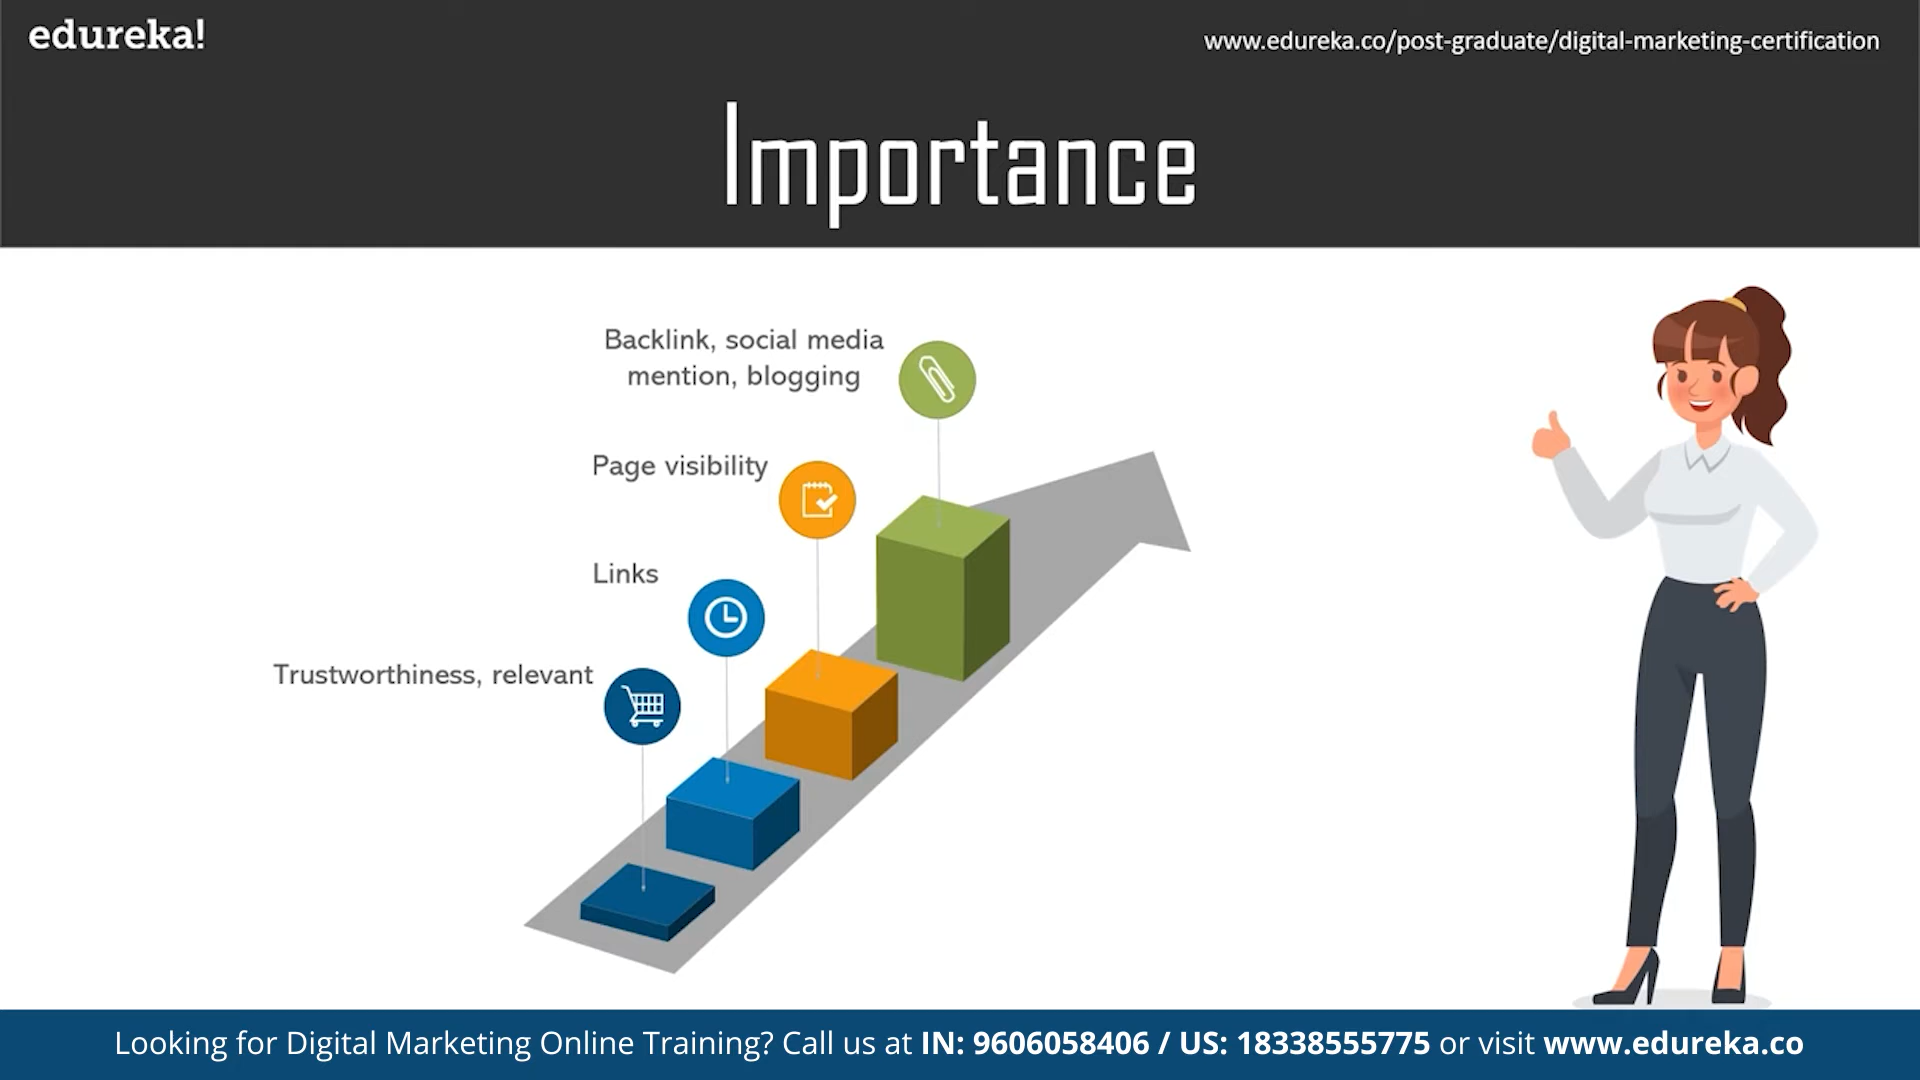 edureka!
www.edureka.co/post-graduate/digital-marketing-certification
Importance
Backlink, social media
mention, blogging
Page visibility
Links
Trustworthiness, relevant
Looking for Digital Marketing Online Training? Call us at IN: 9606058406 / US: 18338555775 or visit www.edureka.co